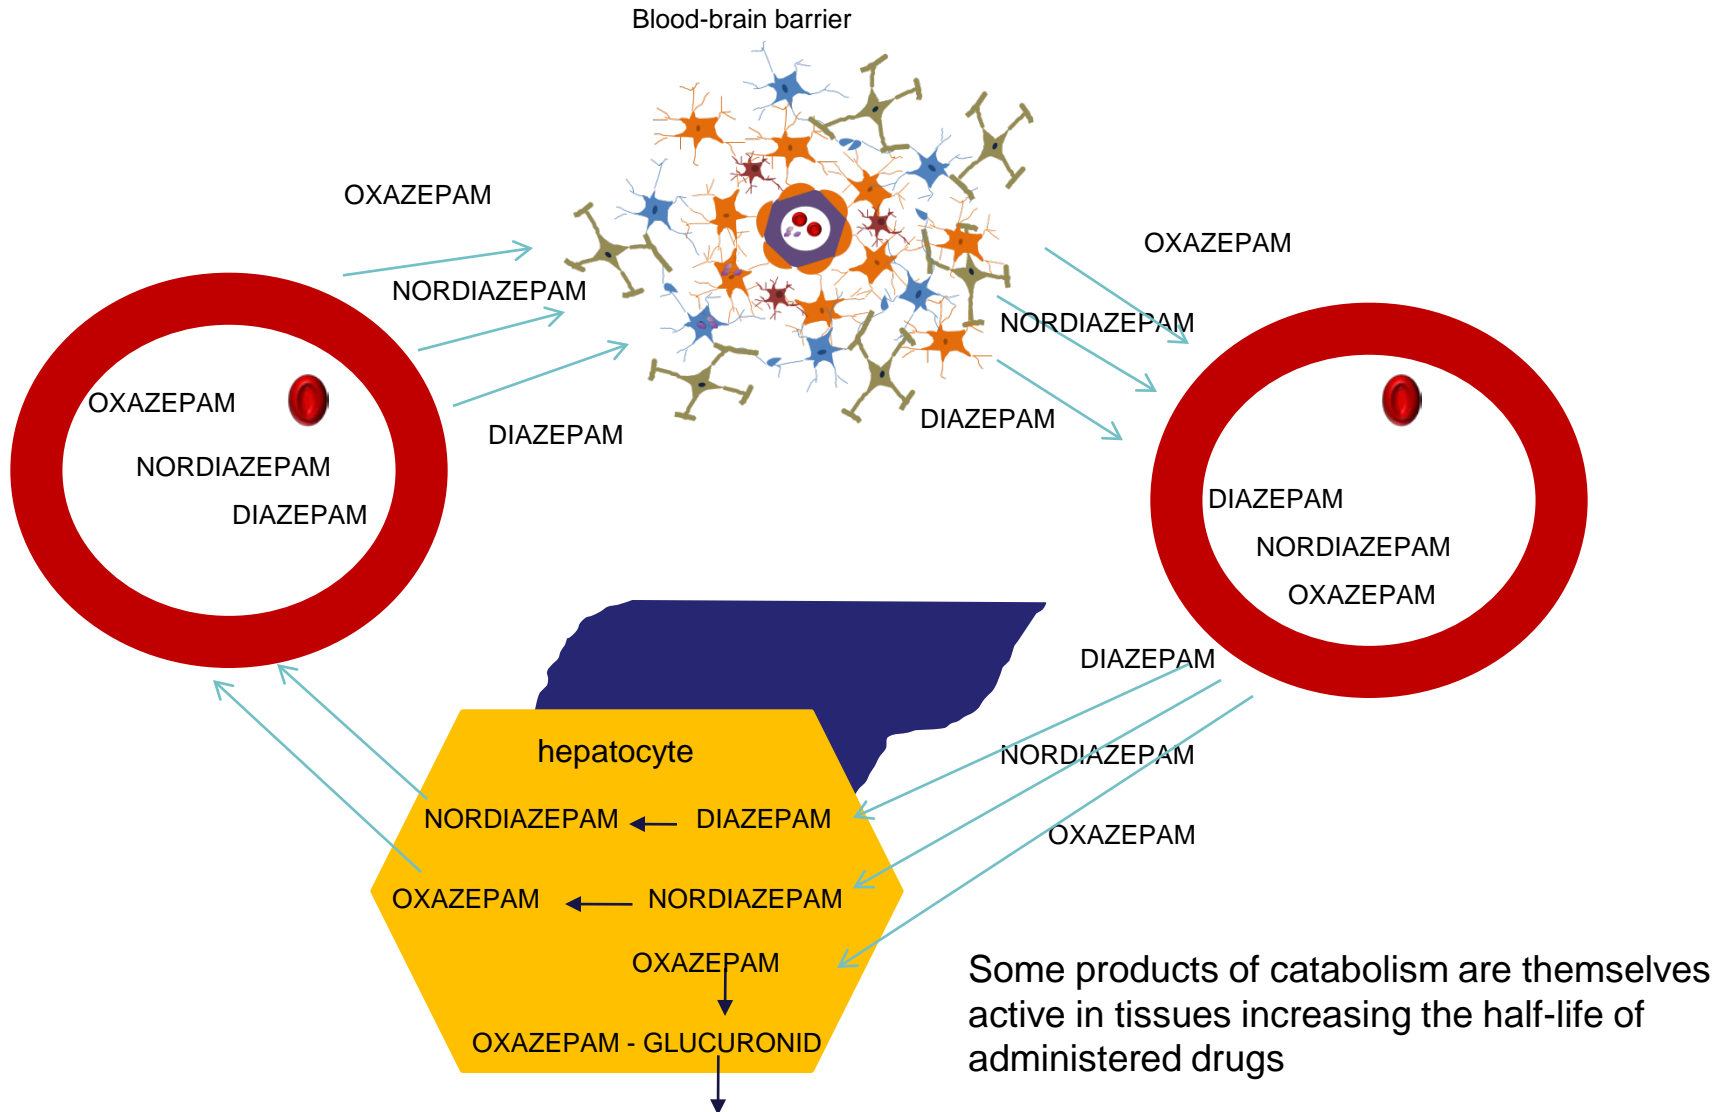 Blood-brain barrier
OXAZEPAM
OXAZEPAM
NORDIAZEPAM
NORDIAZEPAM
OXAZEPAM
NORDIAZEPAM
DIAZEPAM
DIAZEPAM
DIAZEPAM
DIAZEPAM
NORDIAZEPAM
OXAZEPAM
DIAZEPAM
NORDIAZEPAM
OXAZEPAM
hepatocyte
NORDIAZEPAM DIAZEPAM
OXAZEPAM NORDIAZEPAM
OXAZEPAM
OXAZEPAM - GLUCURONID
Some products of catabolism are themselves
active in tissues increasing the half-life of
administered drugs